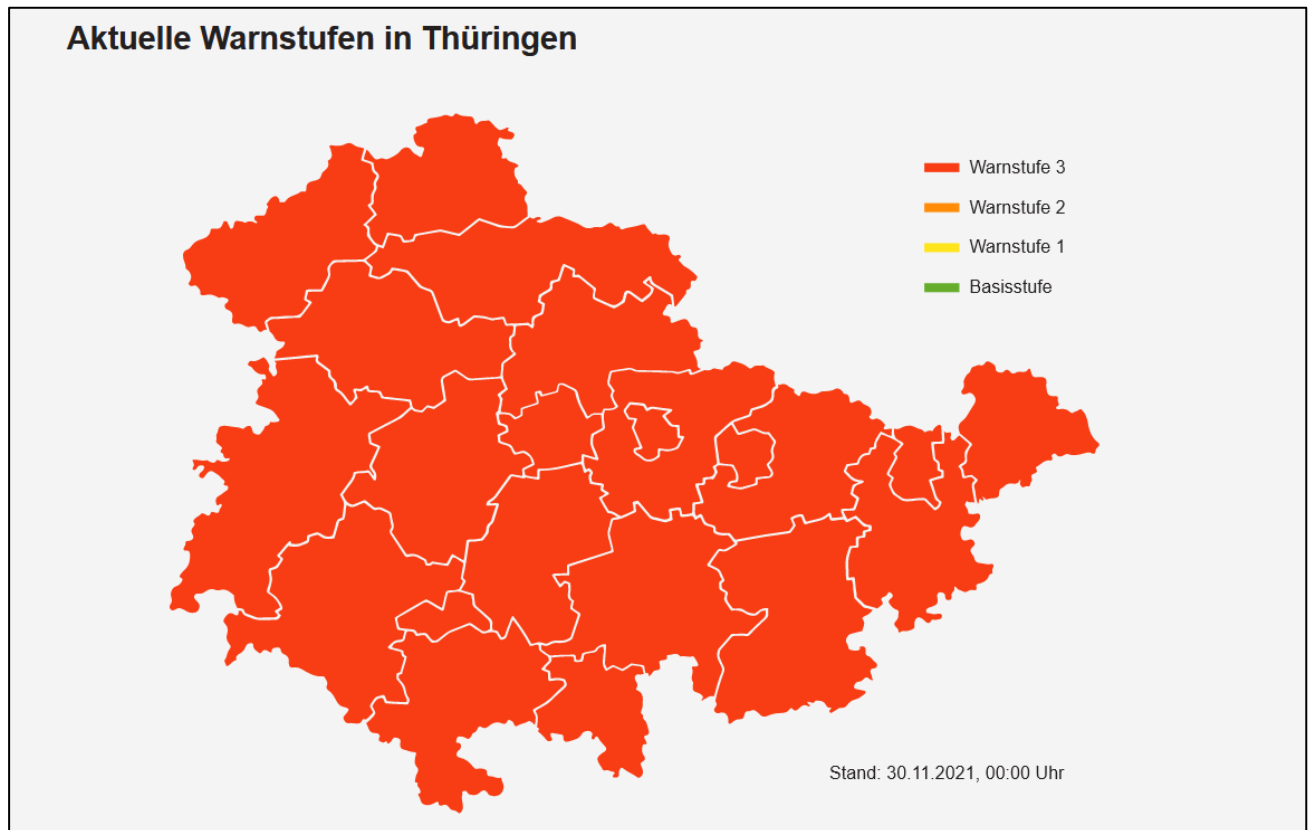 Aktuelle Warnstufen in Thüringen
Warnstufe 3
Warnstufe 2
Warnstufe 1
Basisstufe
Stand: 30.11.2021, 00:00 Uhr